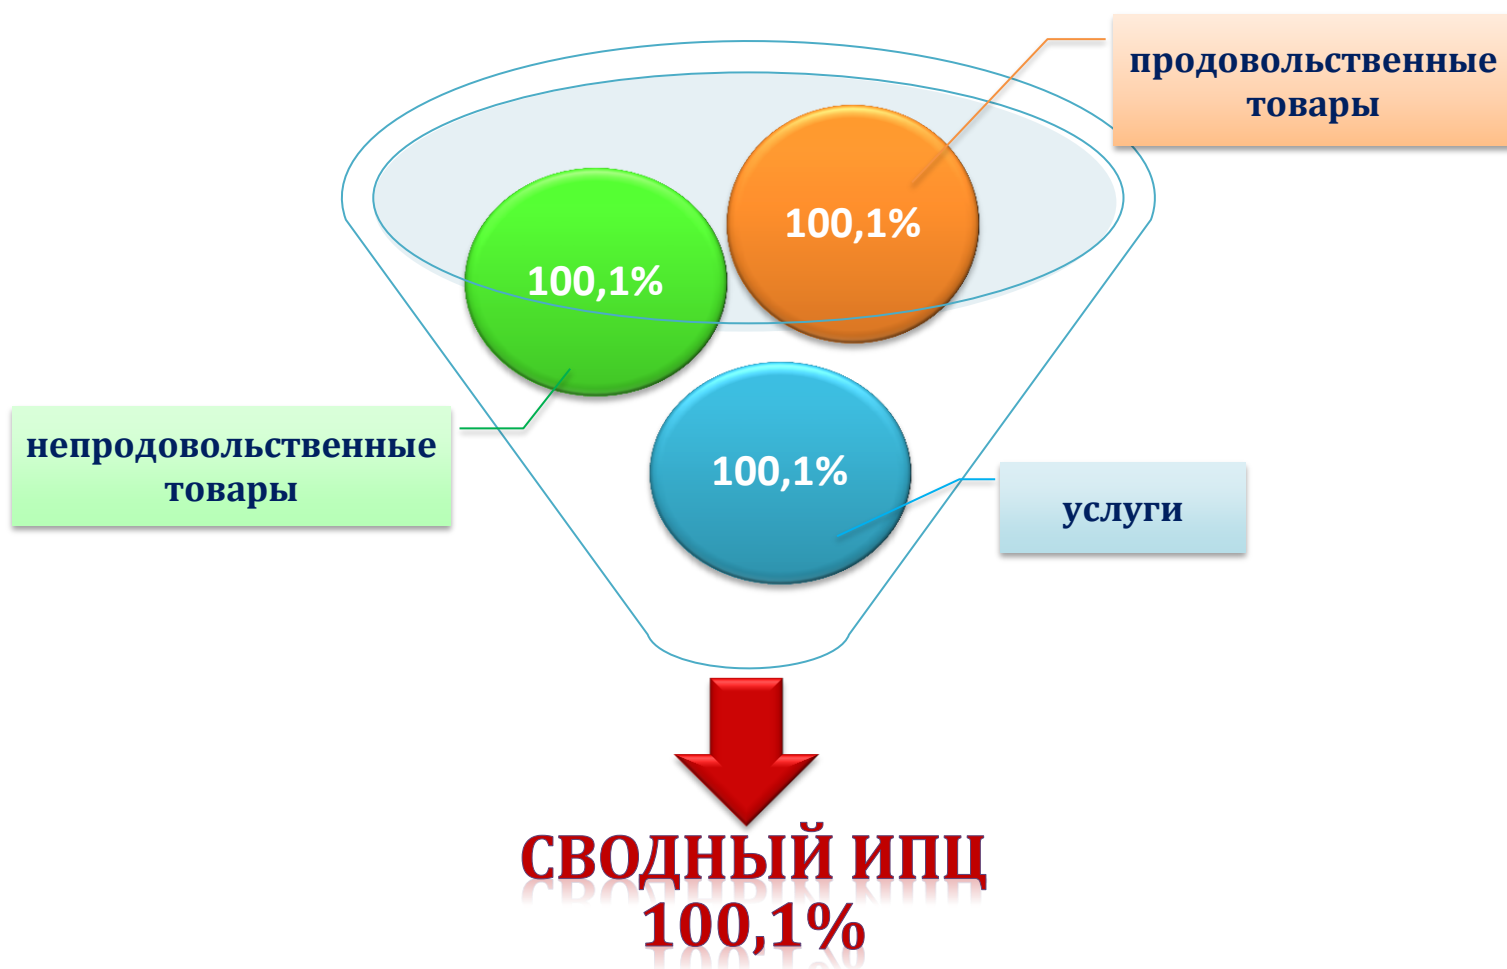 продовольственные
товары
100,1%
100,1%
непродовольственные
товары
100,1%
услуги
СВОДНЫЙ ИПЦ
100,1%